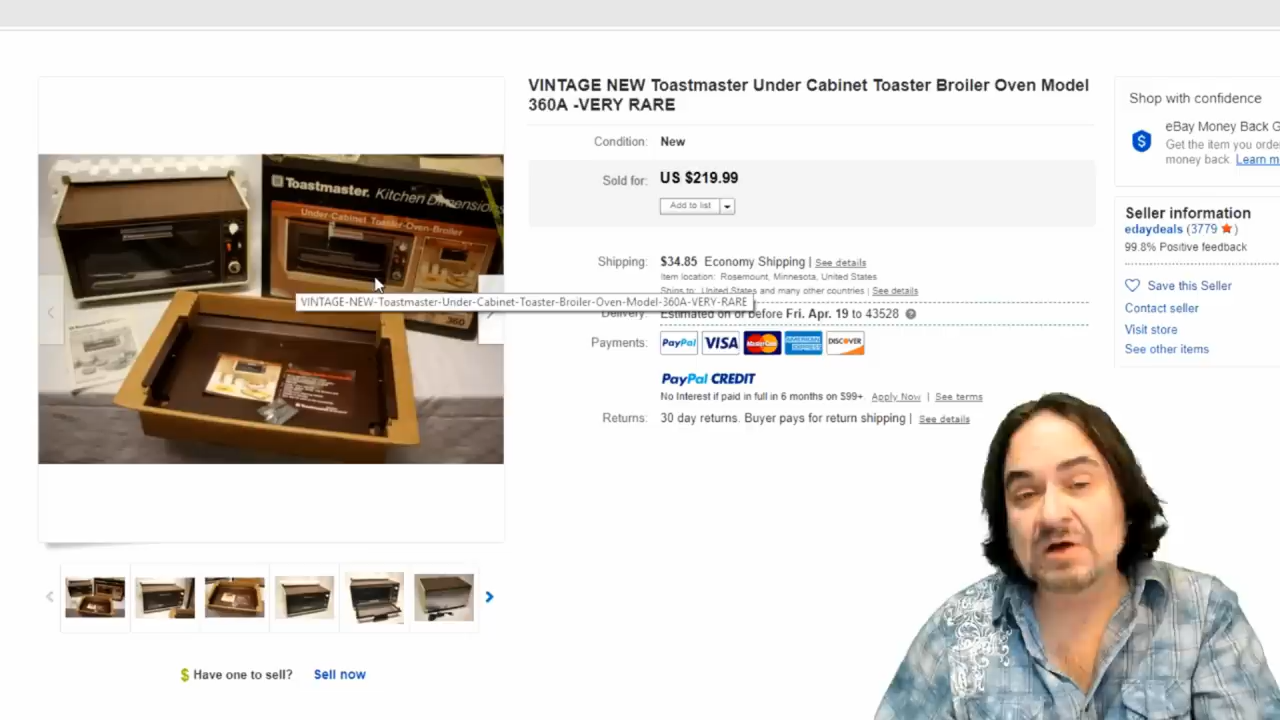 VINTAGE NEW Toastmaster Under Cabinet Toaster Broiler Oven Model
360A -VERY RARE
Condition: New
Sold for: US $219.99
Add to list
Shipping: $34.85 Economy Shipping | See details
Item location: Rosemount, Minnesota, United States
Ships to: United States and many other countries | See details
Delivery: Estimated on or before Fri. Apr. 19 to 43528
Payments: PayPal VISA MasterCard AMERICAN EXPRESS DISCOVER
PayPal CREDIT
No Interest if paid in full in 6 months on $99+. Apply Now | See terms
Returns: 30 day returns. Buyer pays for return shipping | See details
Shop with confidence
eBay Money Back G
Get the item you orde
money back. Learn m
Seller information
edaydeals (3779 )
99.8% Positive feedback
Save this Seller
Contact seller
Visit store
See other items
Toastmaster. Kitchen Dimensions
Under-Cabinet Toaster-Oven-Broiler
360
Toastmaster
VINTAGE-NEW-Toastmaster-Under-Cabinet-Toaster-Broiler-Oven-Model-360A-VERY-RARE
$ Have one to sell? Sell now